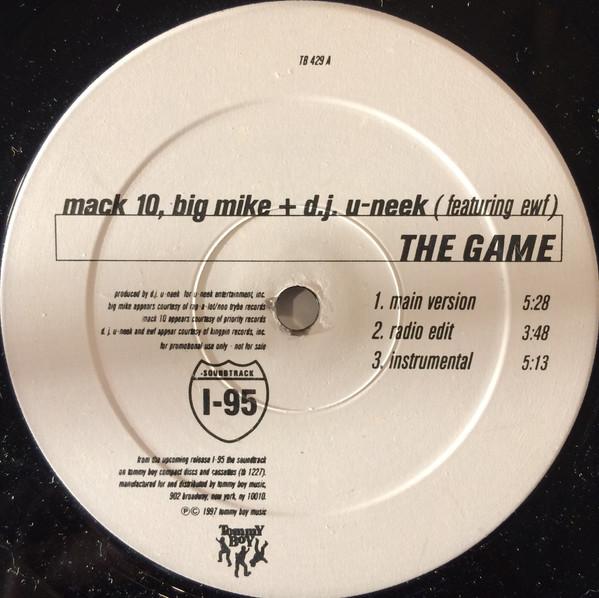 TB 429 A
mack 10, big mike + d.j. u-neek ( featuring ewf )
THE GAME
produced by d.j. u-neek for u-neek entertainment, inc.
big mike appears courtesy of rap-a-lot/noo trybe records
mack 10 appears courtesy of priority records
d. j. u-neek and ewf appear courtesy of kingpin records, inc.
for promotional use only - not for sale
1. main version 5:28
2. radio edit 3:48
3. instrumental 5:13
·SOUNDTRACK·
I-95
from the upcoming release I-95 the soundtrack
on tommy boy compact discs and cassettes (tb 1227).
manufactured for and distributed by tommy boy music,
902 broadway, new york, ny 10010.
℗© 1997 tommy boy music
Tommy
Boy